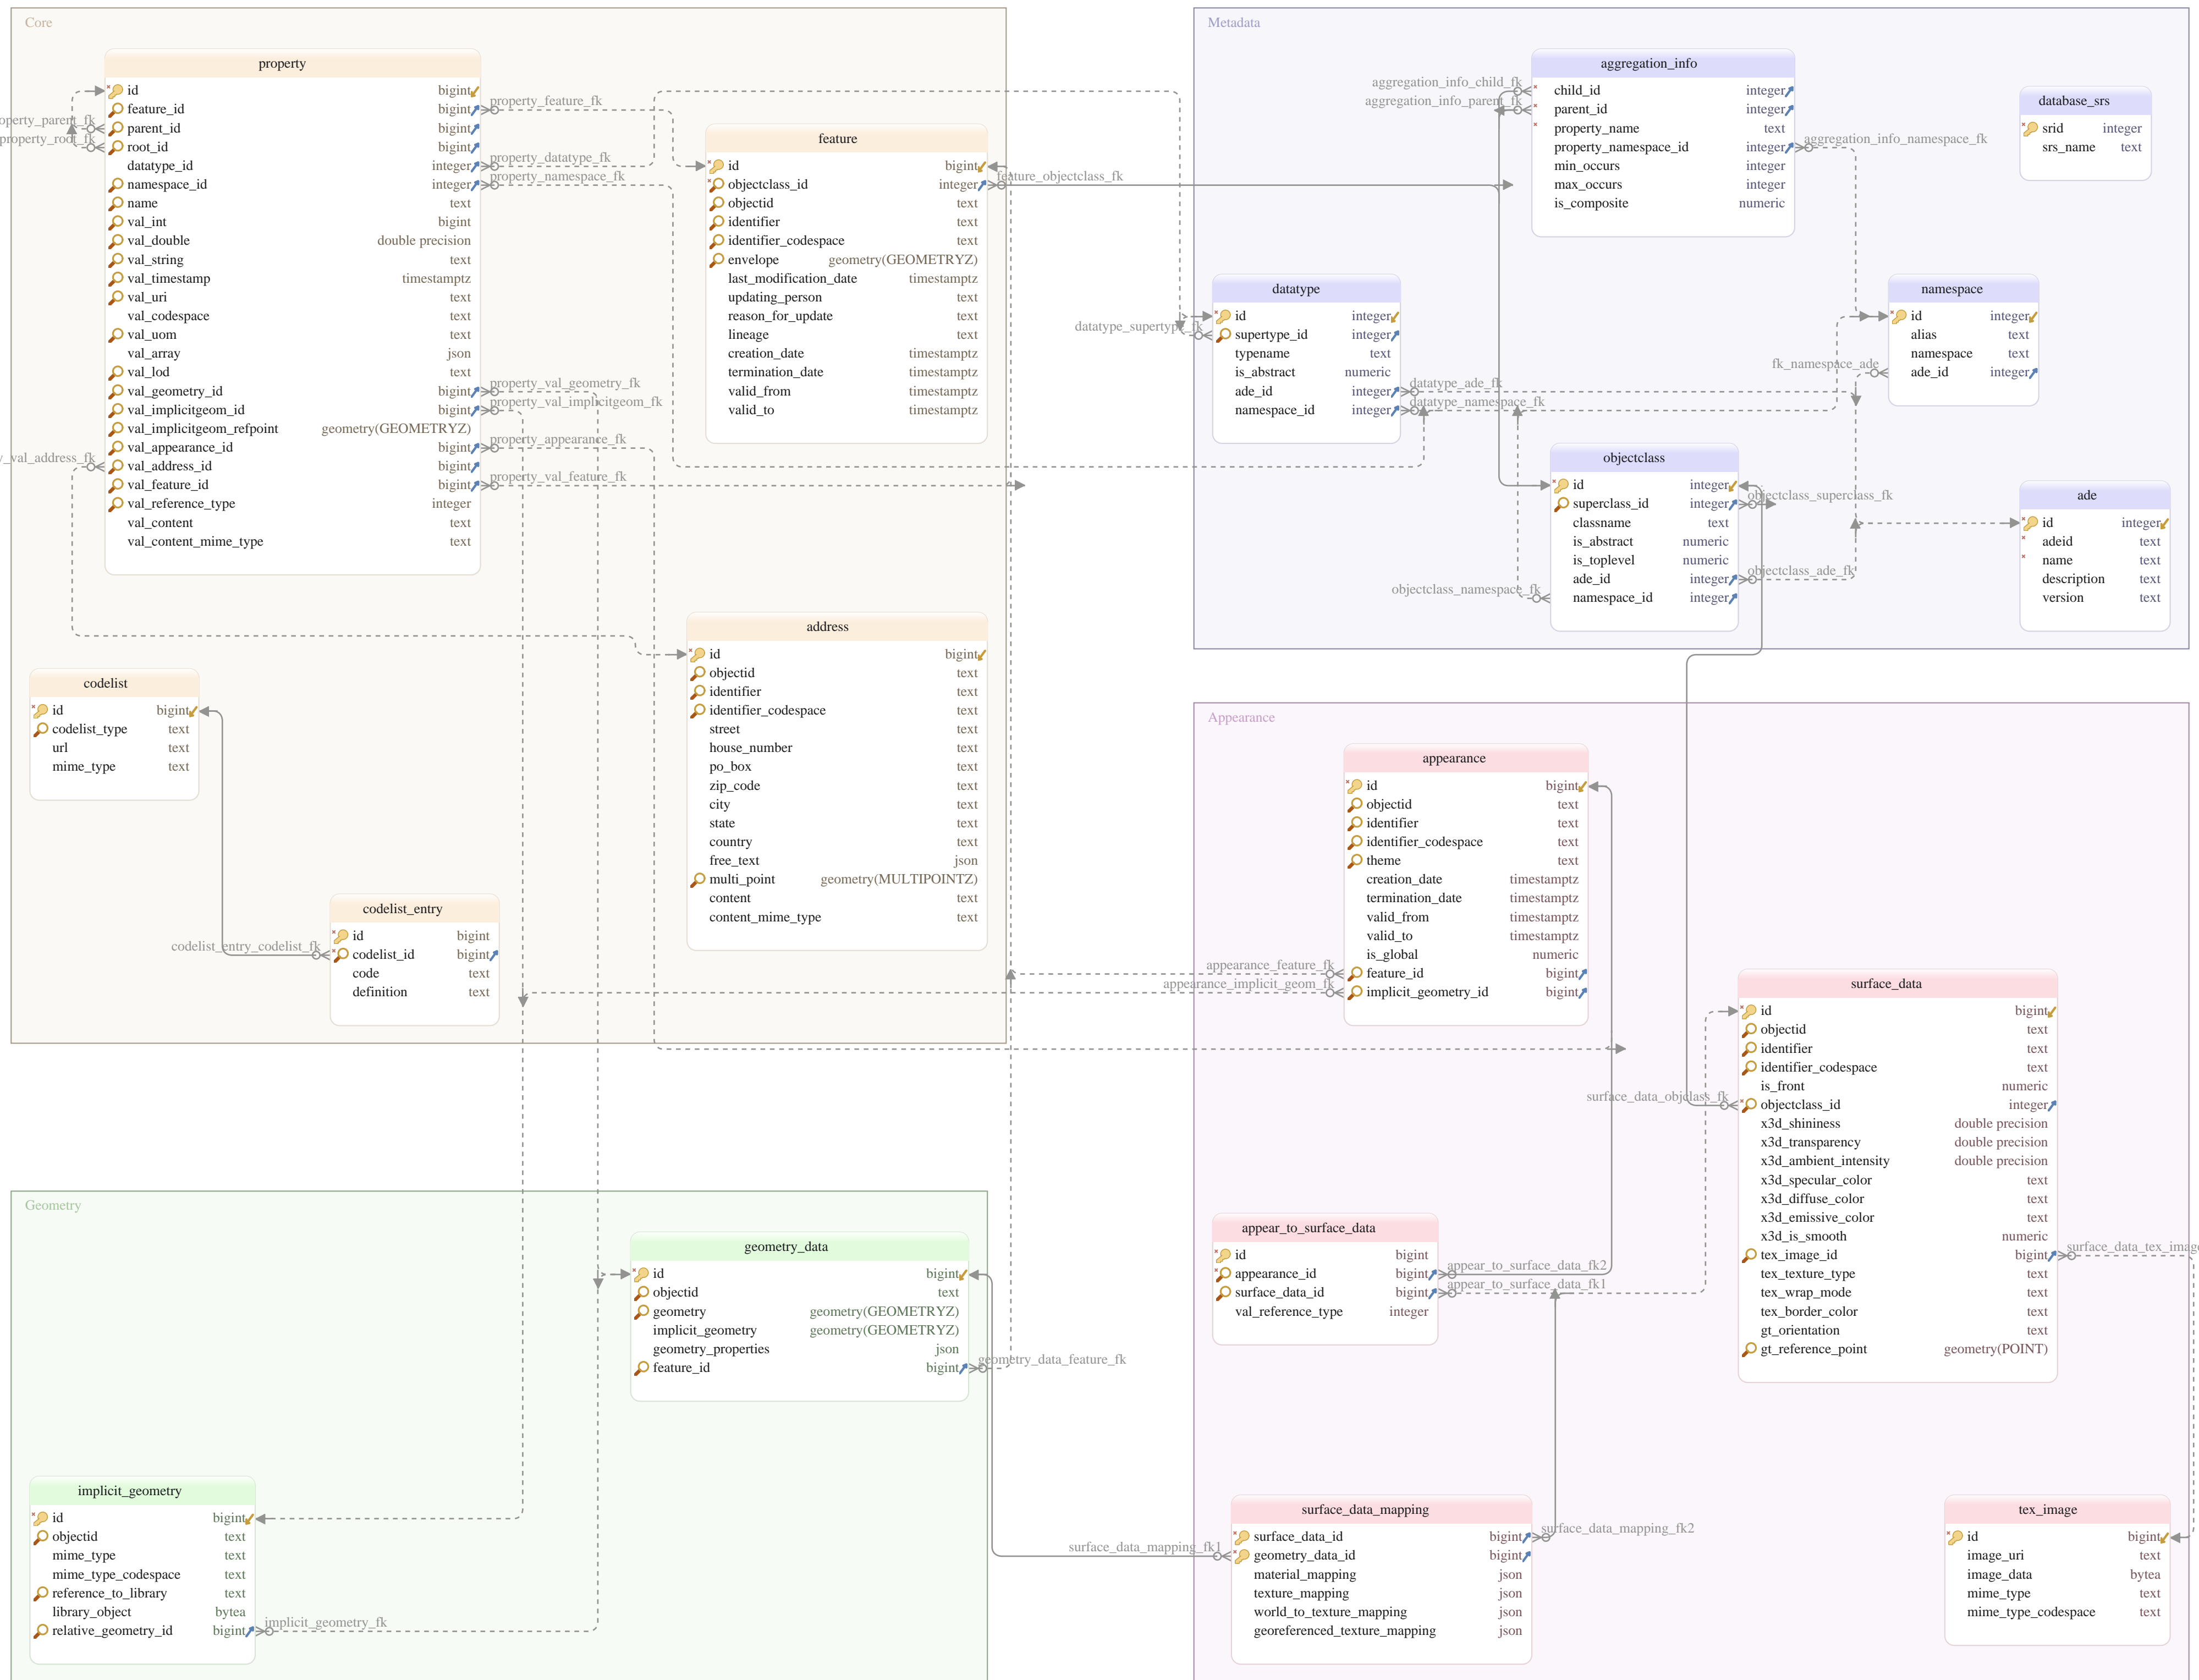 Core
property
id bigint
feature_id bigint
parent_id bigint
root_id bigint
datatype_id integer
namespace_id integer
name text
val_int bigint
val_double double precision
val_string text
val_timestamp timestamptz
val_uri text
val_codespace text
val_uom text
val_array json
val_lod text
val_geometry_id bigint
val_implicitgeom_id bigint
val_implicitgeom_refpoint geometry(GEOMETRYZ)
val_appearance_id bigint
val_address_id bigint
val_feature_id bigint
val_reference_type integer
val_content text
val_content_mime_type text
operty_parent_fk
property_root_fk
y_val_address_fk
property_feature_fk
property_datatype_fk
property_namespace_fk
property_val_geometry_fk
property_val_implicitgeom_fk
property_appearance_fk
property_val_feature_fk
feature
id bigint
objectclass_id integer
objectid text
identifier text
identifier_codespace text
envelope geometry(GEOMETRYZ)
last_modification_date timestamptz
updating_person text
reason_for_update text
lineage text
creation_date timestamptz
termination_date timestamptz
valid_from timestamptz
valid_to timestamptz
feature_objectclass_fk
address
id bigint
objectid text
identifier text
identifier_codespace text
street text
house_number text
po_box text
zip_code text
city text
state text
country text
free_text json
multi_point geometry(MULTIPOINTZ)
content text
content_mime_type text
codelist
id bigint
codelist_type text
url text
mime_type text
codelist_entry
id bigint
codelist_id bigint
code text
definition text
codelist_entry_codelist_fk
Metadata
aggregation_info
child_id integer
parent_id integer
property_name text
property_namespace_id integer
min_occurs integer
max_occurs integer
is_composite numeric
aggregation_info_child_fk
aggregation_info_parent_fk
aggregation_info_namespace_fk
database_srs
srid integer
srs_name text
datatype
id integer
supertype_id integer
typename text
is_abstract numeric
ade_id integer
namespace_id integer
datatype_supertype_fk
datatype_ade_fk
datatype_namespace_fk
namespace
id integer
alias text
namespace text
ade_id integer
fk_namespace_ade
objectclass
id integer
superclass_id integer
classname text
is_abstract numeric
is_toplevel numeric
ade_id integer
namespace_id integer
objectclass_superclass_fk
objectclass_ade_fk
objectclass_namespace_fk
ade
id integer
adeid text
name text
description text
version text
Appearance
appearance
id bigint
objectid text
identifier text
identifier_codespace text
theme text
creation_date timestamptz
termination_date timestamptz
valid_from timestamptz
valid_to timestamptz
is_global numeric
feature_id bigint
implicit_geometry_id bigint
appearance_feature_fk
appearance_implicit_geom_fk
surface_data
id bigint
objectid text
identifier text
identifier_codespace text
is_front numeric
objectclass_id integer
x3d_shininess double precision
x3d_transparency double precision
x3d_ambient_intensity double precision
x3d_specular_color text
x3d_diffuse_color text
x3d_emissive_color text
x3d_is_smooth numeric
tex_image_id bigint
tex_texture_type text
tex_wrap_mode text
tex_border_color text
gt_orientation text
gt_reference_point geometry(POINT)
surface_data_objclass_fk
surface_data_tex_image
appear_to_surface_data
id bigint
appearance_id bigint
surface_data_id bigint
val_reference_type integer
appear_to_surface_data_fk2
appear_to_surface_data_fk1
surface_data_mapping
surface_data_id bigint
geometry_data_id bigint
material_mapping json
texture_mapping json
world_to_texture_mapping json
georeferenced_texture_mapping json
surface_data_mapping_fk2
surface_data_mapping_fk1
tex_image
id bigint
image_uri text
image_data bytea
mime_type text
mime_type_codespace text
Geometry
geometry_data
id bigint
objectid text
geometry geometry(GEOMETRYZ)
implicit_geometry geometry(GEOMETRYZ)
geometry_properties json
feature_id bigint
geometry_data_feature_fk
implicit_geometry
id bigint
objectid text
mime_type text
mime_type_codespace text
reference_to_library text
library_object bytea
relative_geometry_id bigint
implicit_geometry_fk